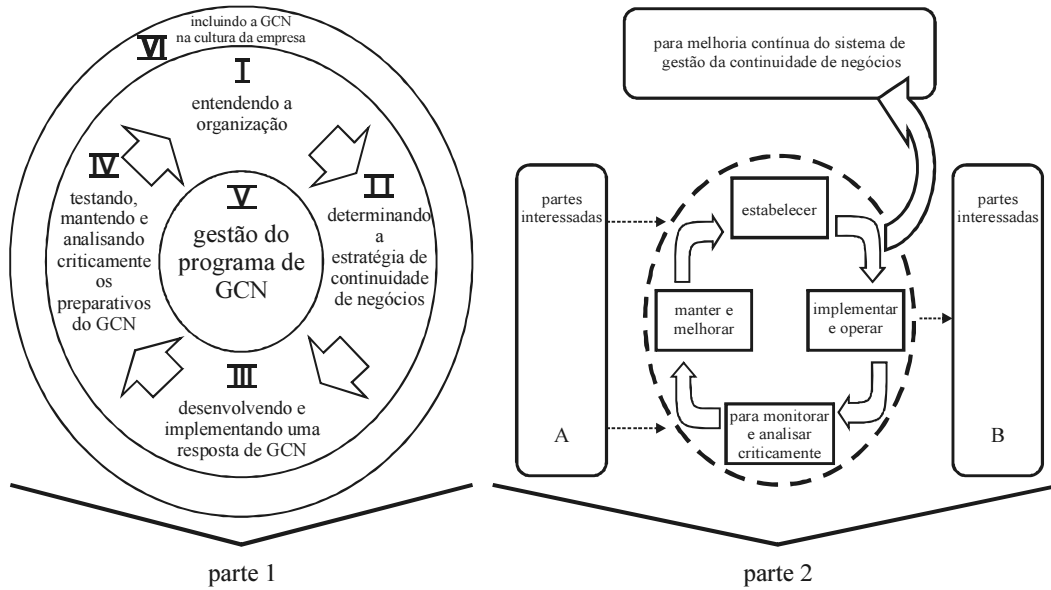 incluindo a GCN
na cultura da empresa
VI
I
entendendo a
organização
IV
testando,
mantendo e
analisando
criticamente
os
preparativos
do GCN
V
gestão do
programa de
GCN
II
determinando
a
estratégia de
continuidade
de negócios
III
desenvolvendo e
implementando uma
resposta de GCN
parte 1
para melhoria contínua do sistema de
gestão da continuidade de negócios
partes
interessadas
A
estabelecer
manter e
melhorar
implementar
e operar
para monitorar
e analisar
criticamente
partes
interessadas
B
parte 2